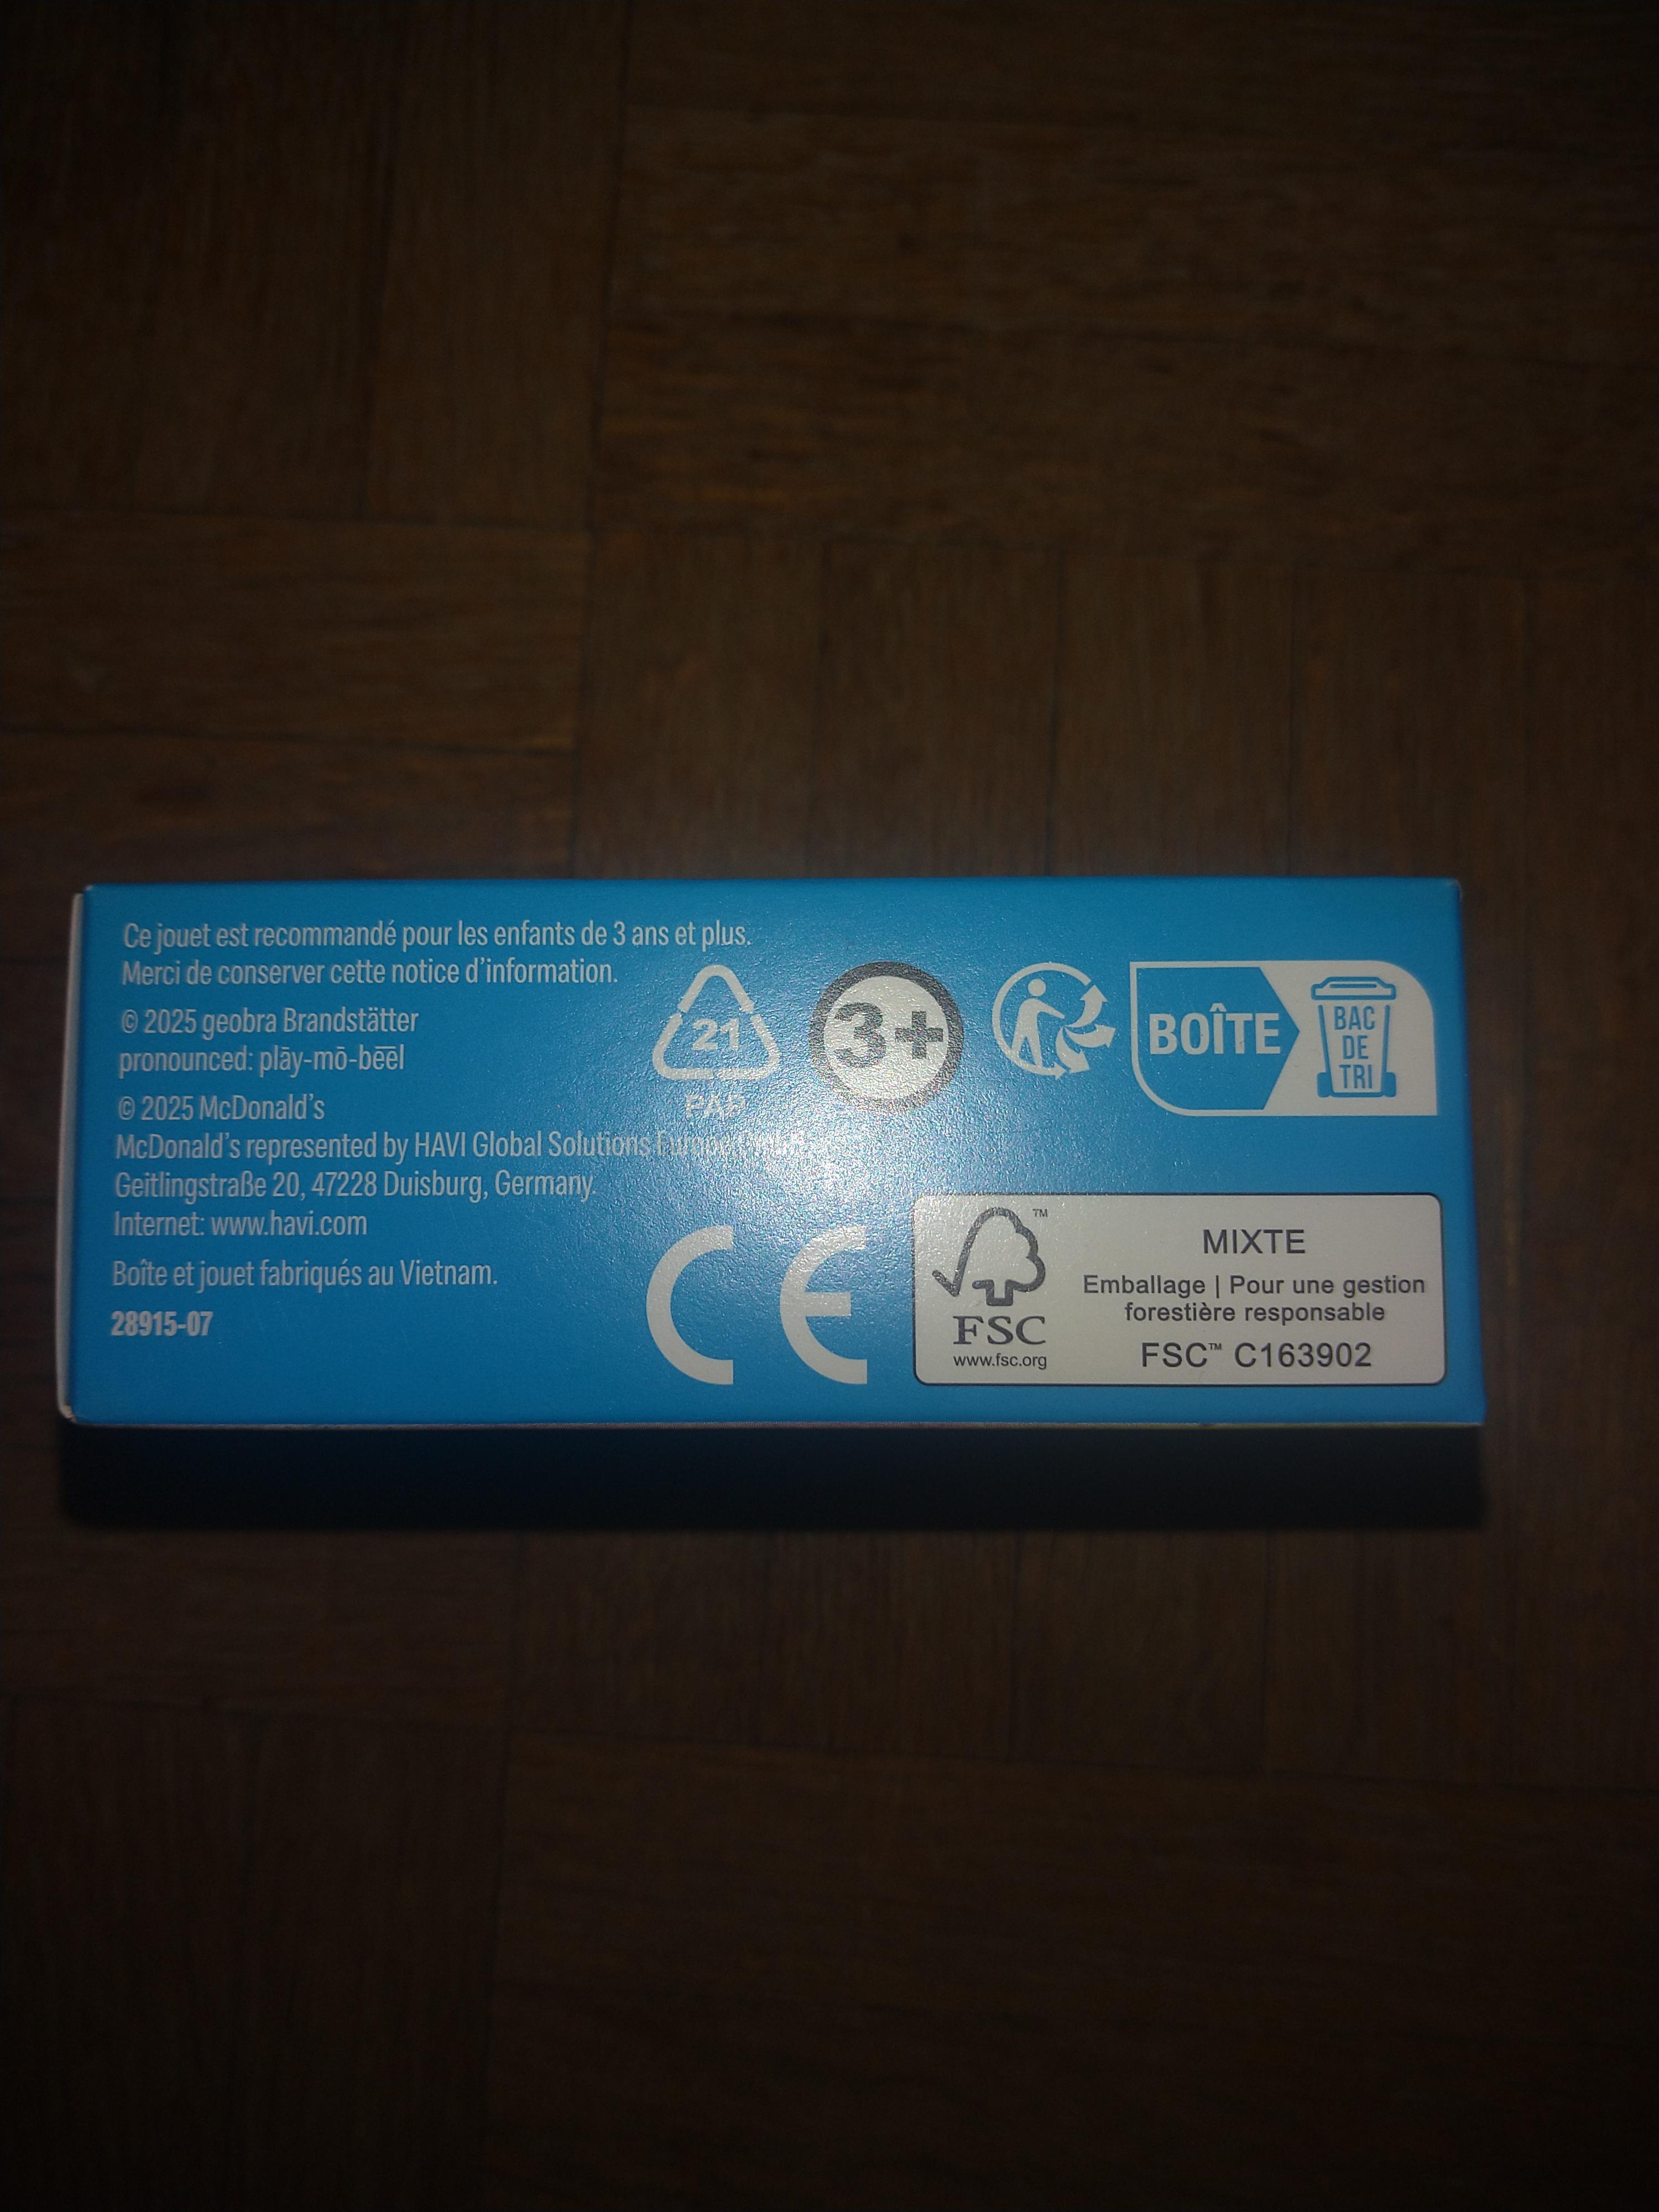 Ce jouet est recommandé pour les enfants de 3 ans et plus.
Merci de conserver cette notice d'information.
© 2025 geobra Brandstätter
pronounced: plāy-mō-bēēl
© 2025 McDonald's
McDonald's represented by HAVI Global Solutions Europe
Geitlingstraße 20, 47228 Duisburg, Germany.
Internet: www.havi.com
Boîte et jouet fabriqués au Vietnam.
28915-07
21
PAP
3+
BOÎTE
BAC
DE
TRI
CE
TM
FSC
www.fsc.org
MIXTE
Emballage | Pour une gestion
forestière responsable
FSC™ C163902